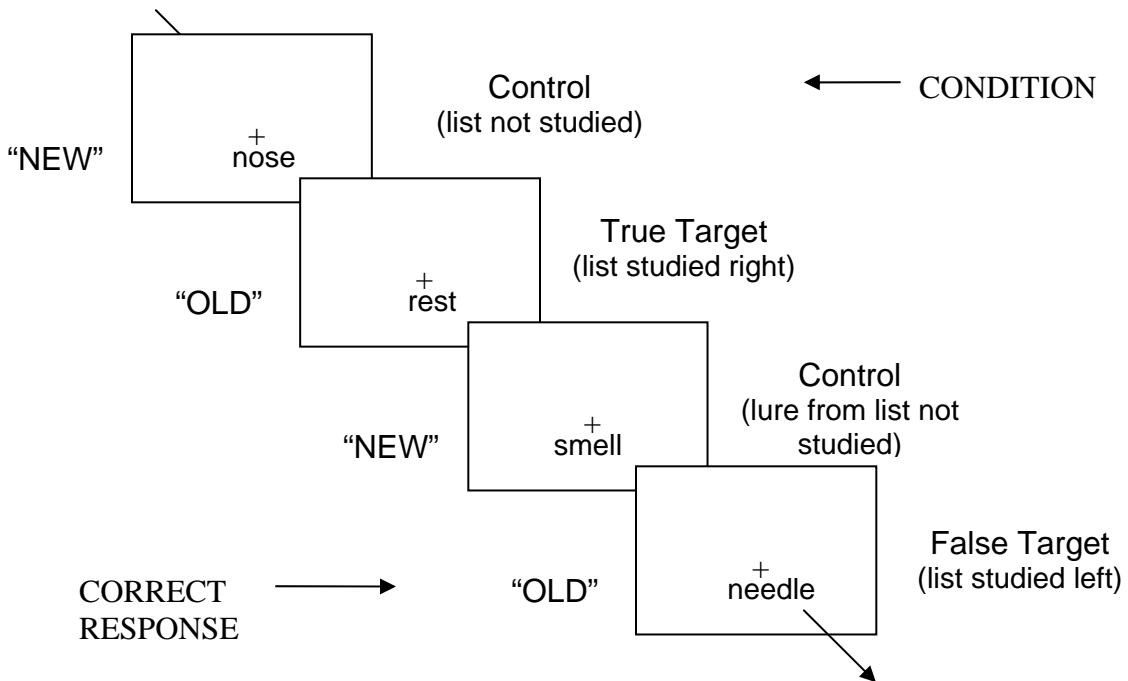 Control
(list not studied)
CONDITION
+
nose
“NEW”
True Target
(list studied right)
+
rest
“OLD”
Control
(lure from list not
studied)
+
smell
“NEW”
False Target
(list studied left)
+
needle
“OLD”
CORRECT
RESPONSE